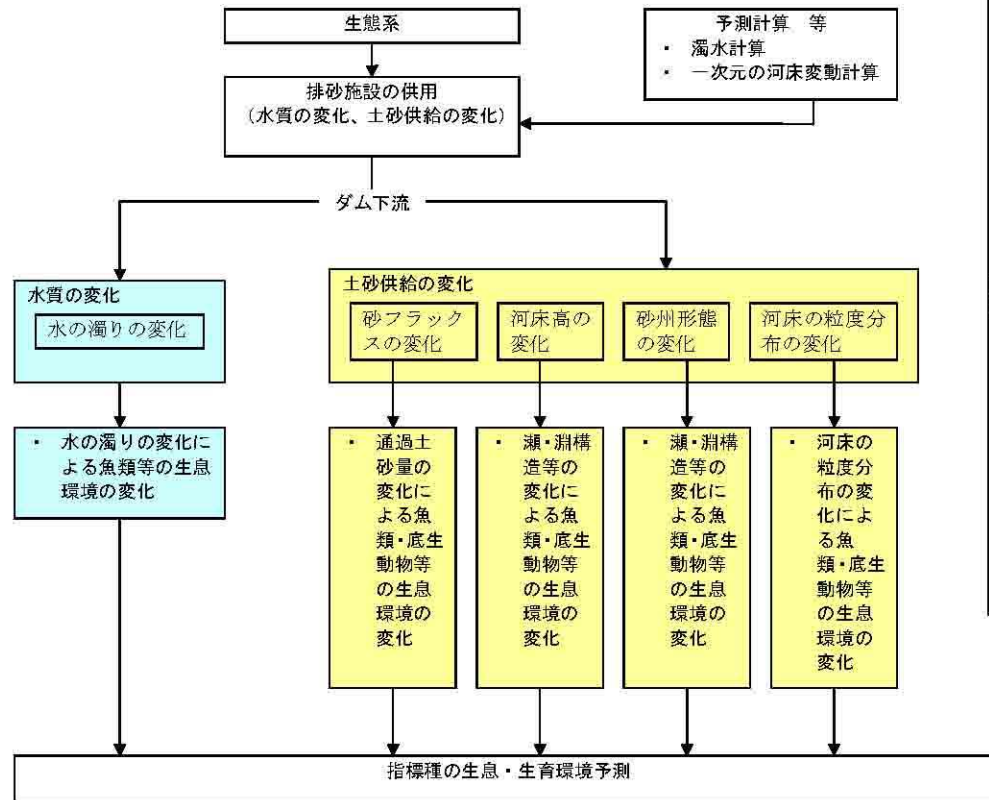 生態系
予測計算　等
・ 濁水計算
・ 一次元の河床変動計算
排砂施設の供用
（水質の変化、土砂供給の変化）
ダム下流
水質の変化
水の濁りの変化
土砂供給の変化
砂フラック
スの変化
河床高の
変化
砂州形態
の変化
河床の粒度分
布の変化
・ 水の濁りの変化に
よる魚類等の生息
環境の変化
・ 通過土
砂量の
変化に
よる魚
類・底生
動物等
の生息
環境の
変化
・ 瀬・淵構
造等の
変化に
よる魚
類・底生
動物等
の生息
環境の
変化
・ 瀬・淵構
造等の
変化に
よる魚
類・底生
動物等
の生息
環境の
変化
・ 河床の
粒度分
布の変
化によ
る魚
類・底生
動物等
の生息
環境の
変化
指標種の生息・生育環境予測